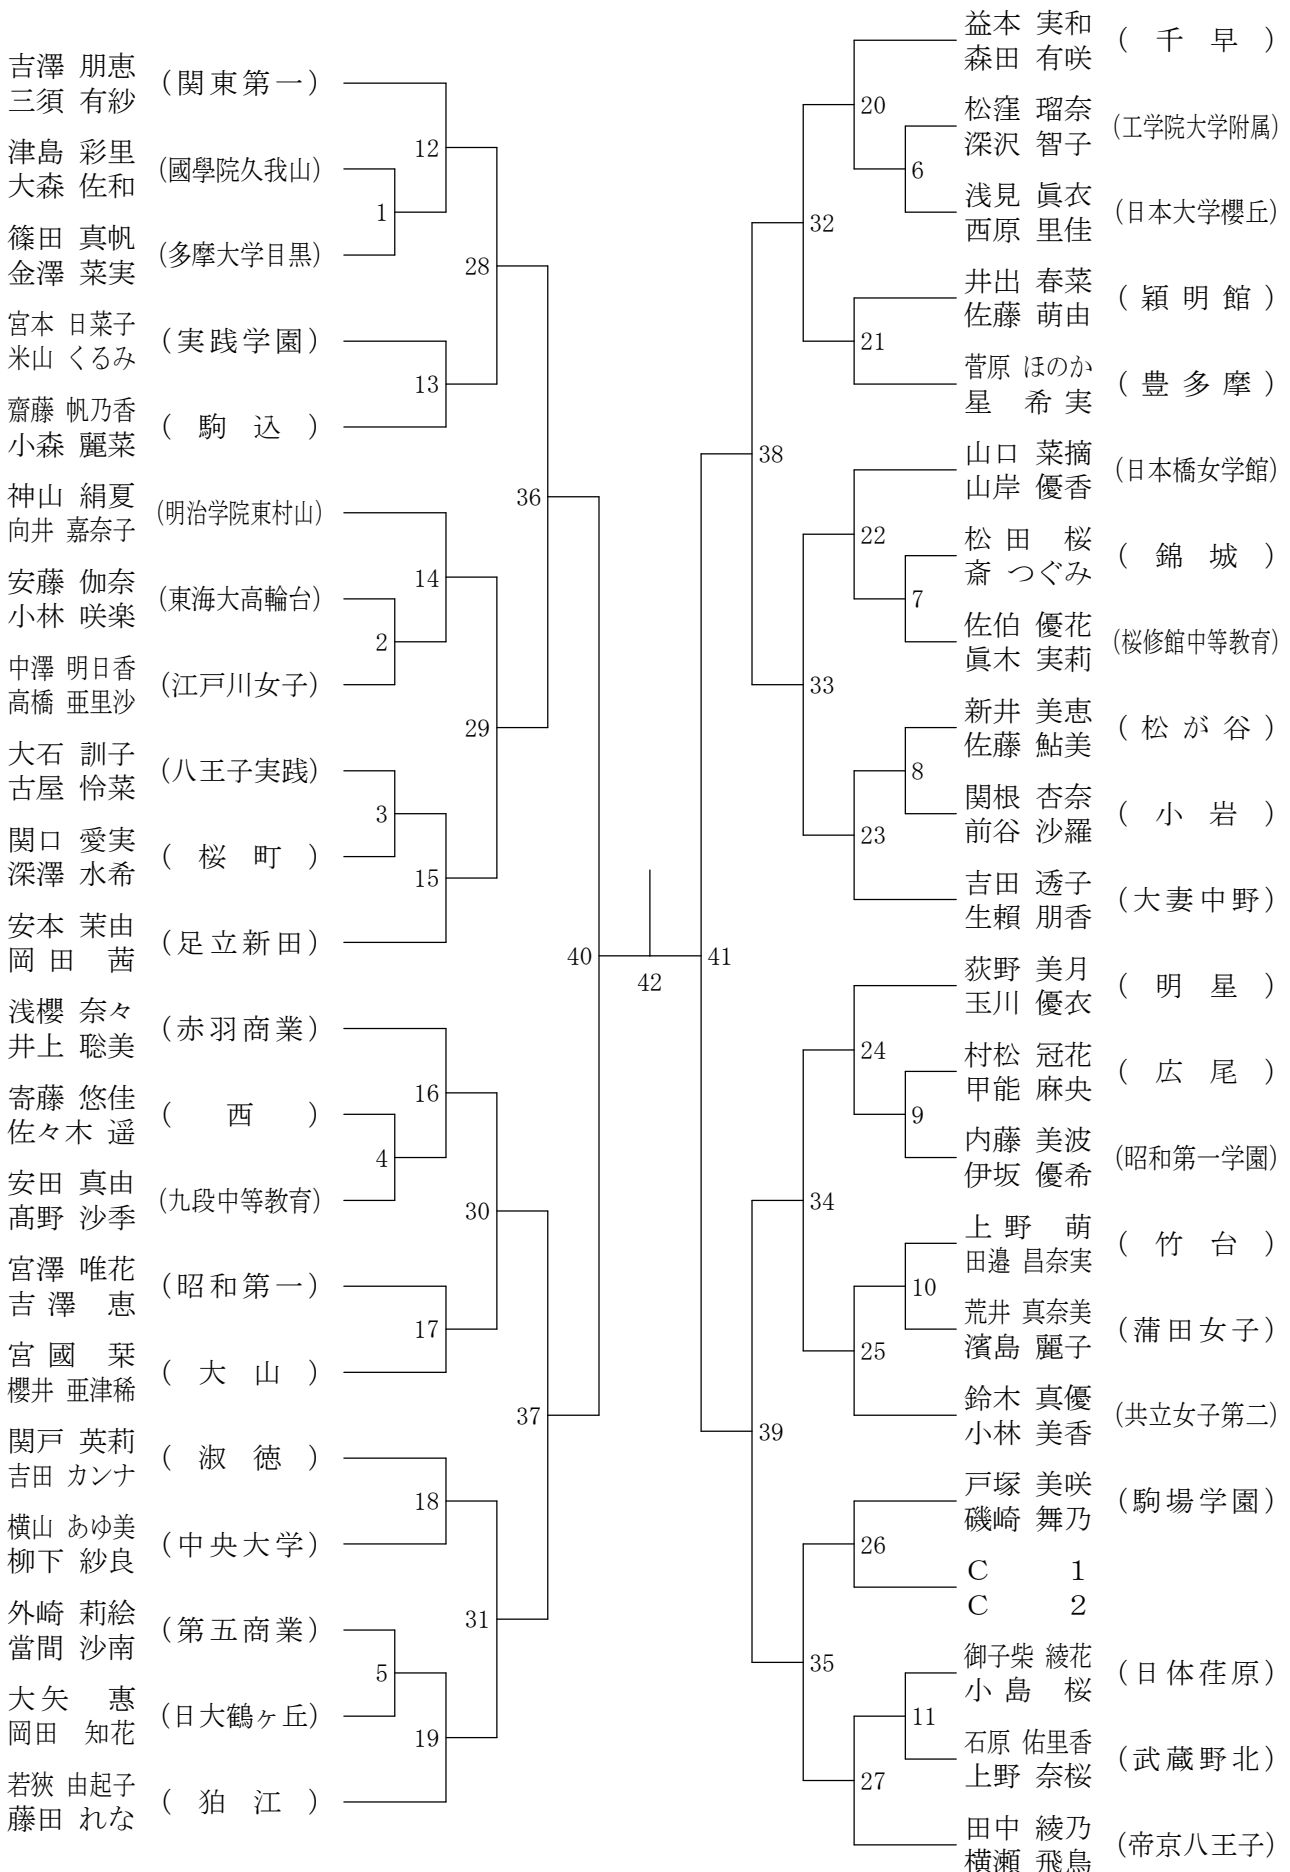 吉澤 朋恵
三須 有紗
(関東第一)
津島 彩里
大森 佐和
(國學院久我山)
篠田 真帆
金澤 菜実
(多摩大学目黒)
宮本 日菜子
米山 くるみ
(実践学園)
齋藤 帆乃香
小森 麗菜
(駒込)
神山 絹夏
向井 嘉奈子
(明治学院東村山)
安藤 伽奈
小林 咲楽
(東海大高輪台)
中澤 明日香
高橋 亜里沙
(江戸川女子)
大石 訓子
古屋 怜菜
(八王子実践)
関口 愛実
深澤 水希
(桜町)
安本 茉由
岡田 茜
(足立新田)
浅櫻 奈々
井上 聡美
(赤羽商業)
寄藤 悠佳
佐々木 遥
(西)
安田 真由
髙野 沙季
(九段中等教育)
宮澤 唯花
吉澤 恵
(昭和第一)
宮國 栞
櫻井 亜津稀
(大山)
関戸 英莉
吉田 カンナ
(淑徳)
横山 あゆ美
柳下 紗良
(中央大学)
外崎 莉絵
當間 沙南
(第五商業)
大矢 惠
岡田 知花
(日大鶴ヶ丘)
若狹 由起子
藤田 れな
(狛江)
1
2
3
4
5
12
13
14
15
16
17
18
19
28
29
30
31
36
37
40
42
41
38
39
32
33
34
35
20
21
22
23
24
25
26
27
6
7
8
9
10
11
益本 実和
森田 有咲
(千早)
松窪 瑠奈
深沢 智子
(工学院大学附属)
浅見 眞衣
西原 里佳
(日本大学櫻丘)
井出 春菜
佐藤 萌由
(穎明館)
菅原 ほのか
星 希実
(豊多摩)
山口 菜摘
山岸 優香
(日本橋女学館)
松田 桜
斎 つぐみ
(錦城)
佐伯 優花
眞木 実莉
(桜修館中等教育)
新井 美恵
佐藤 鮎美
(松が谷)
関根 杏奈
前谷 沙羅
(小岩)
吉田 透子
生頼 朋香
(大妻中野)
荻野 美月
玉川 優衣
(明星)
村松 冠花
甲能 麻央
(広尾)
内藤 美波
伊坂 優希
(昭和第一学園)
上野 萌
田邉 昌奈実
(竹台)
荒井 真奈美
濱島 麗子
(蒲田女子)
鈴木 真優
小林 美香
(共立女子第二)
戸塚 美咲
磯崎 舞乃
(駒場学園)
C 1
C 2
御子柴 綾花
小島 桜
(日体荏原)
石原 佑里香
上野 奈桜
(武蔵野北)
田中 綾乃
横瀬 飛鳥
(帝京八王子)